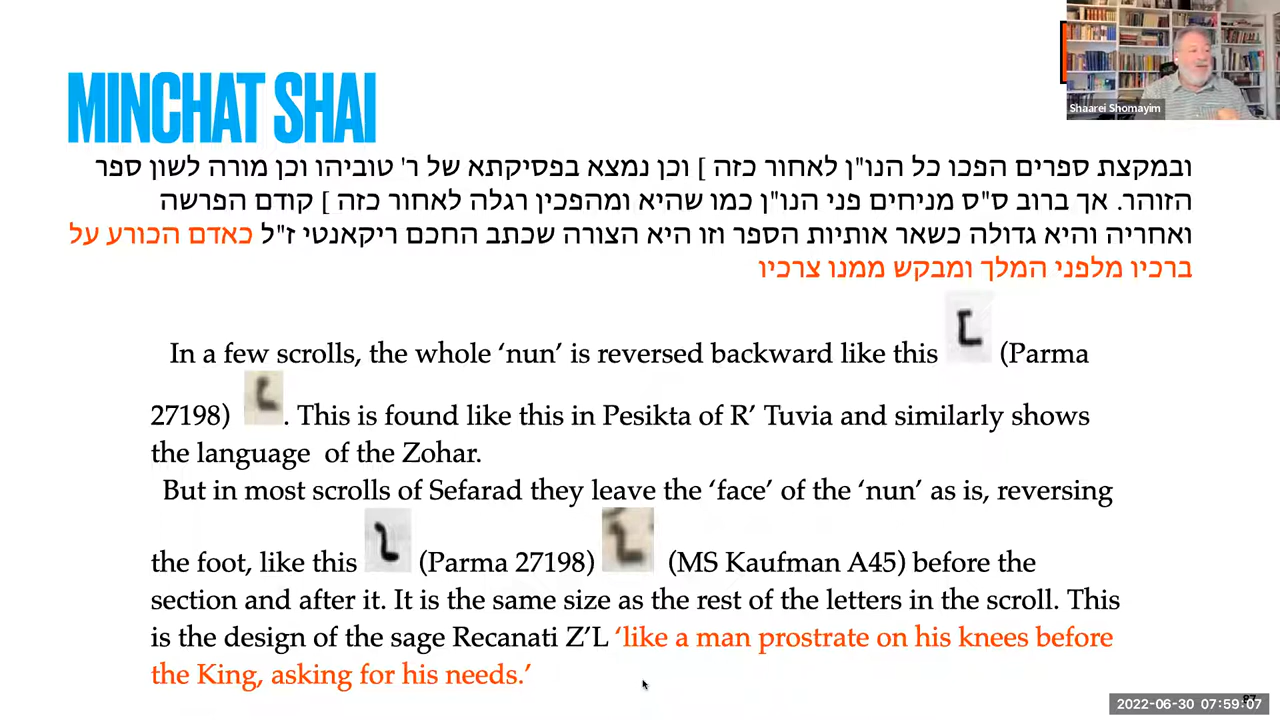 MINCHAT SHAI
Shaarei Shomayim
ובמקצת ספרים הפכו כל הנו"ן לאחור כזה [ וכן נמצא בפסיקתא של ר' טוביהו וכן מורה לשון ספר
הזוהר. אך ברוב ס"ס מניחים פני הנו"ן כמו שהיא ומהפכין רגלה לאחור כזה [ קודם הפרשה
ואחריה והיא גדולה כשאר אותיות הספר וזו היא הצורה שכתב החכם ריקאנטי ז"ל כאדם הכורע על
ברכיו מלפני המלך ומבקש ממנו צרכיו
In a few scrolls, the whole ‘nun’ is reversed backward like this (Parma
27198) . This is found like this in Pesikta of R’ Tuvia and similarly shows
the language of the Zohar.
But in most scrolls of Sefarad they leave the ‘face’ of the ‘nun’ as is, reversing
the foot, like this (Parma 27198) (MS Kaufman A45) before the
section and after it. It is the same size as the rest of the letters in the scroll. This
is the design of the sage Recanati Z’L ‘like a man prostrate on his knees before
the King, asking for his needs.’
2022-06-30 07:59:07